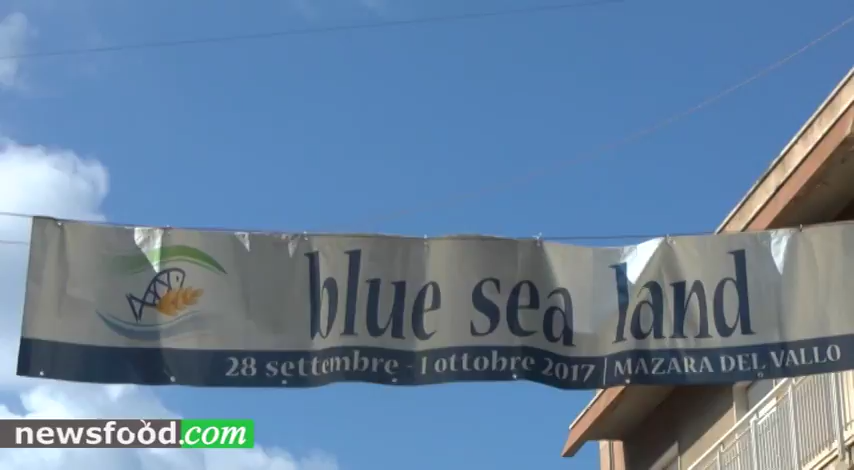 blue sea land
28 settembre - 1 ottobre 2017 | MAZARA DEL VALLO
newsfood.com